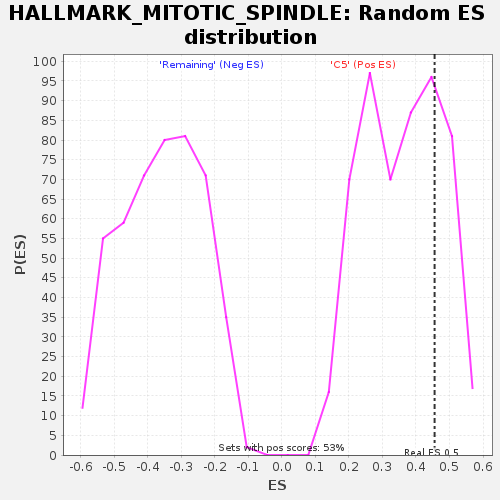 HALLMARK_MITOTIC_SPINDLE: Random ES
distribution
'Remaining' (Neg ES)
'C5' (Pos ES)
100
95
90
85
80
75
70
65
60
55
50
45
40
35
30
25
20
15
10
5
0
P(ES)
Sets with pos scores: 53%
Real ES 0.5
-0.6 -0.5 -0.4 -0.3 -0.2 -0.1 0.0 0.1 0.2 0.3 0.4 0.5 0.6
ES